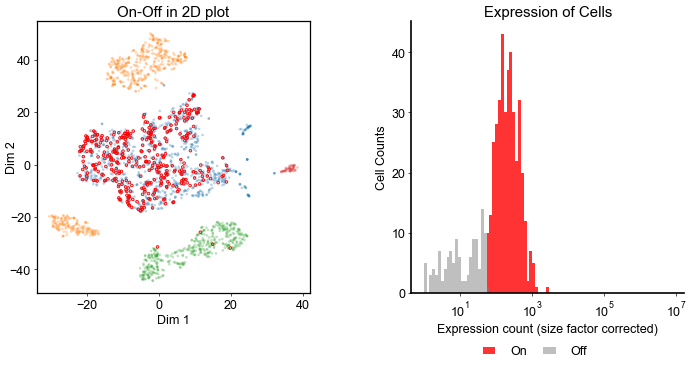 On-Off in 2D plot
Expression of Cells
40
20
0
−20
−40
Dim 2
−20
0
20
40
Dim 1
40
30
20
10
0
Cell Counts
10^1
10^3
10^5
10^7
Expression count (size factor corrected)
On
Off